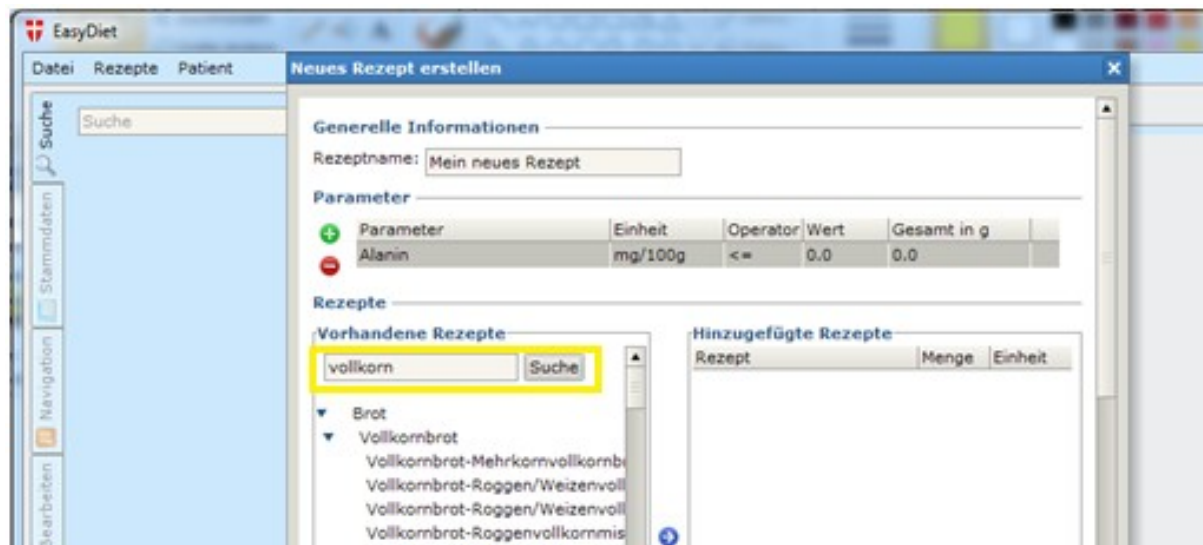 EasyDiet
Datei Rezepte Patient
Neues Rezept erstellen
Suche
Suche
Stammdaten
Navigation
Bearbeiten
Generelle Informationen
Rezeptname: Mein neues Rezept
Parameter
Parameter Einheit Operator Wert Gesamt in g
Alanin mg/100g <= 0.0 0.0
Rezepte
Vorhandene Rezepte
vollkorn Suche
Brot
Vollkornbrot
Vollkornbrot-Mehrkornvollkornb
Vollkornbrot-Roggen/Weizenvoll
Vollkornbrot-Roggen/Weizenvoll
Vollkornbrot-Roggenvollkornmis
Hinzugefügte Rezepte
Rezept Menge Einheit